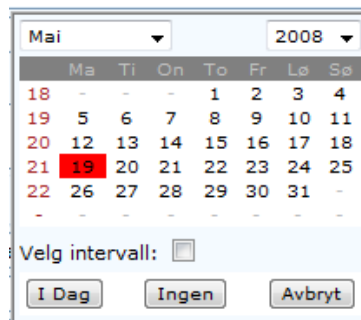 Mai 2008
Ma Ti On To Fr Lø Sø
18 - - - 1 2 3 4
19 5 6 7 8 9 10 11
20 12 13 14 15 16 17 18
21 19 20 21 22 23 24 25
22 26 27 28 29 30 31 -
- - - - - - - -
Velg intervall:
I Dag Ingen Avbryt